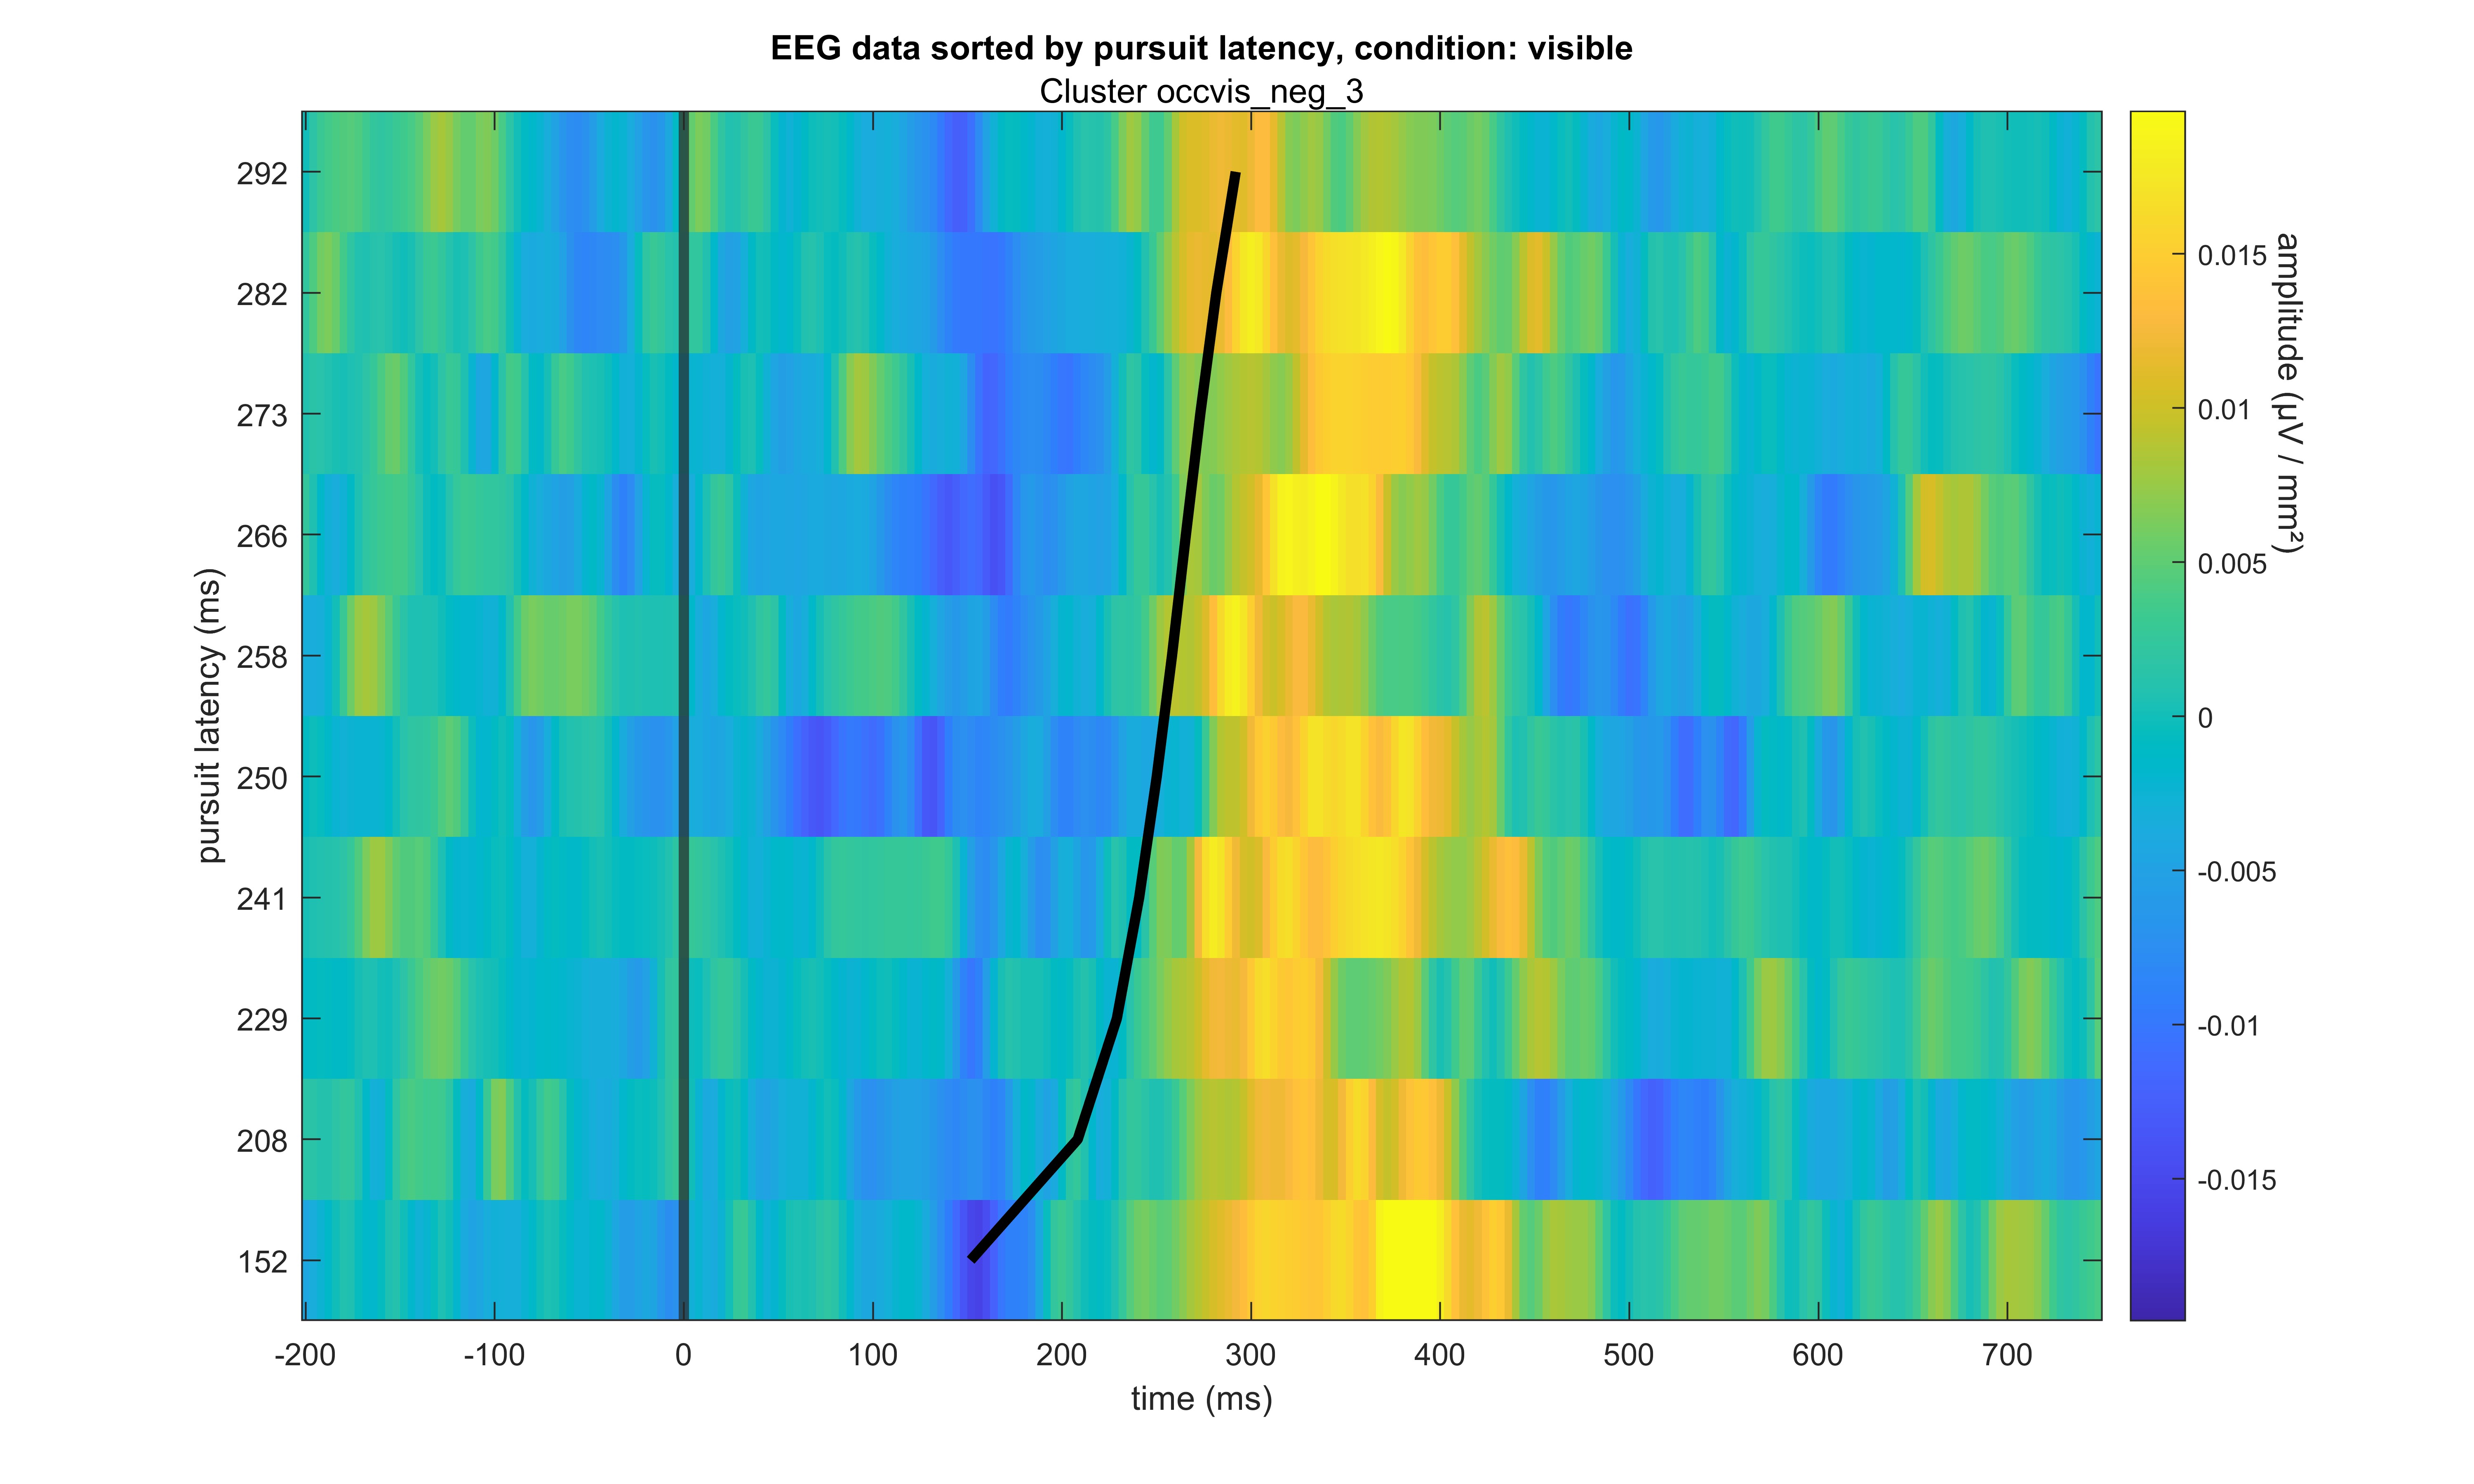 EEG data sorted by pursuit latency, condition: visible
Cluster occvis_neg_3
pursuit latency (ms)
292
282
273
266
258
250
241
229
208
152
-200 -100 0 100 200 300 400 500 600 700
time (ms)
0.015
0.01
0.005
0
-0.005
-0.01
-0.015
amplitude (µV / mm²)